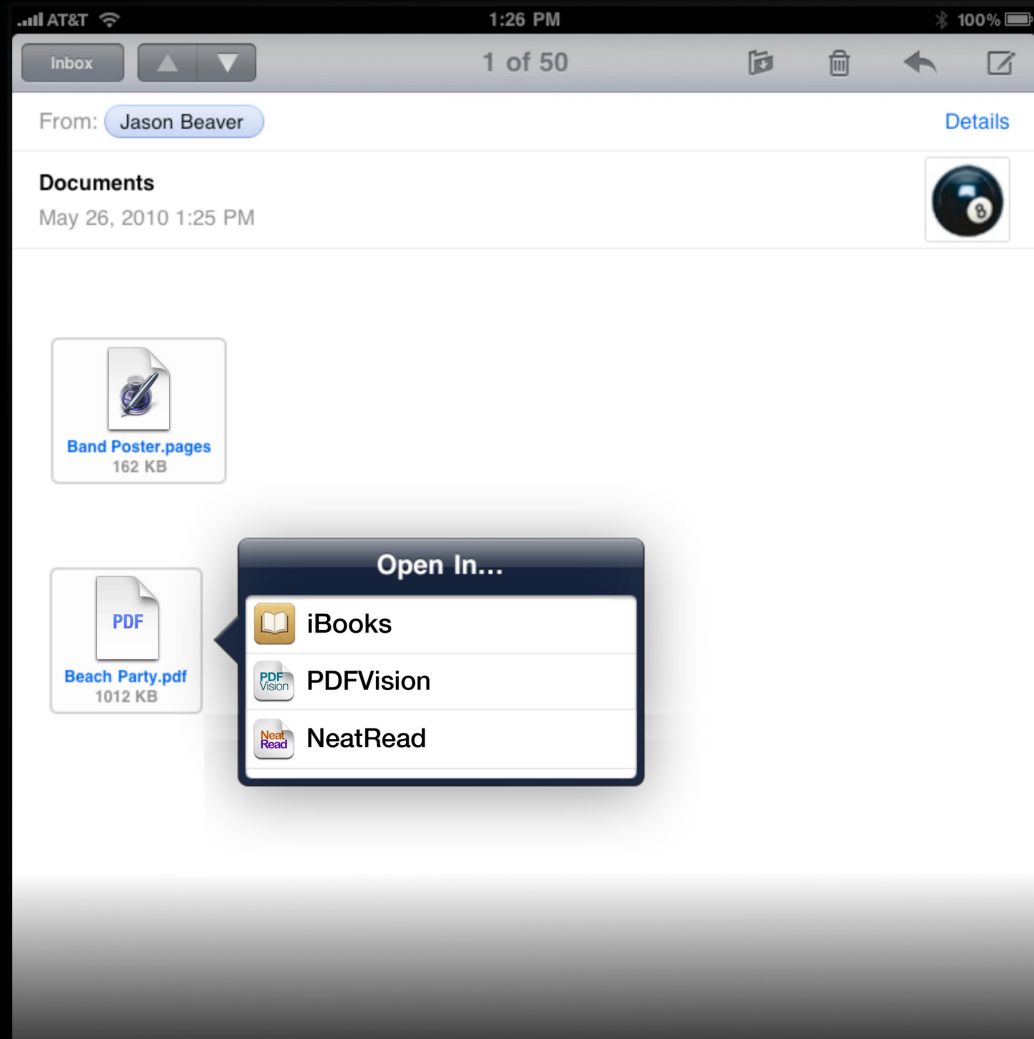 AT&T 1:26 PM 100%
Inbox 1 of 50
From: Jason Beaver Details
Documents
May 26, 2010 1:25 PM
8
Band Poster.pages
162 KB
Open In...
PDF
iBooks
Beach Party.pdf
1012 KB
PDF
Vision
PDFVision
Neat
Read
NeatRead